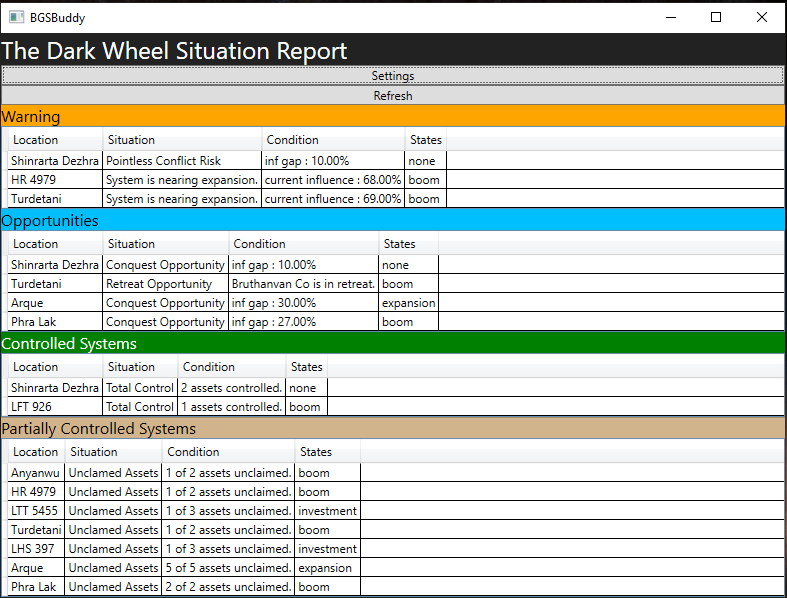 BGSBuddy
The Dark Wheel Situation Report
Settings
Refresh
Warning
Location Situation Condition States
Shinrarta Dezhra Pointless Conflict Risk inf gap : 10.00% none
HR 4979 System is nearing expansion. current influence : 68.00% boom
Turdetani System is nearing expansion. current influence : 69.00% boom
Opportunities
Location Situation Condition States
Shinrarta Dezhra Conquest Opportunity inf gap : 10.00% none
Turdetani Retreat Opportunity Bruthanvan Co is in retreat. boom
Arque Conquest Opportunity inf gap : 30.00% expansion
Phra Lak Conquest Opportunity inf gap : 27.00% boom
Controlled Systems
Location Situation Condition States
Shinrarta Dezhra Total Control 2 assets controlled. none
LFT 926 Total Control 1 assets controlled. boom
Partially Controlled Systems
Location Situation Condition States
Anyanwu Unclamed Assets 1 of 2 assets unclaimed. boom
HR 4979 Unclamed Assets 1 of 2 assets unclaimed. boom
LTT 5455 Unclamed Assets 1 of 3 assets unclaimed. investment
Turdetani Unclamed Assets 1 of 2 assets unclaimed. boom
LHS 397 Unclamed Assets 1 of 3 assets unclaimed. investment
Arque Unclamed Assets 5 of 5 assets unclaimed. expansion
Phra Lak Unclamed Assets 2 of 2 assets unclaimed. boom